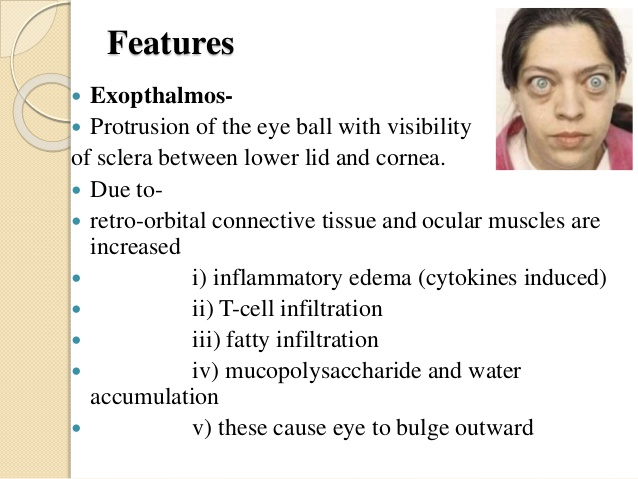 Features
Exopthalmos-
Protrusion of the eye ball with visibility
of sclera between lower lid and cornea.
Due to-
retro-orbital connective tissue and ocular muscles are
increased
i) inflammatory edema (cytokines induced)
ii) T-cell infiltration
iii) fatty infiltration
iv) mucopolysaccharide and water
accumulation
v) these cause eye to bulge outward